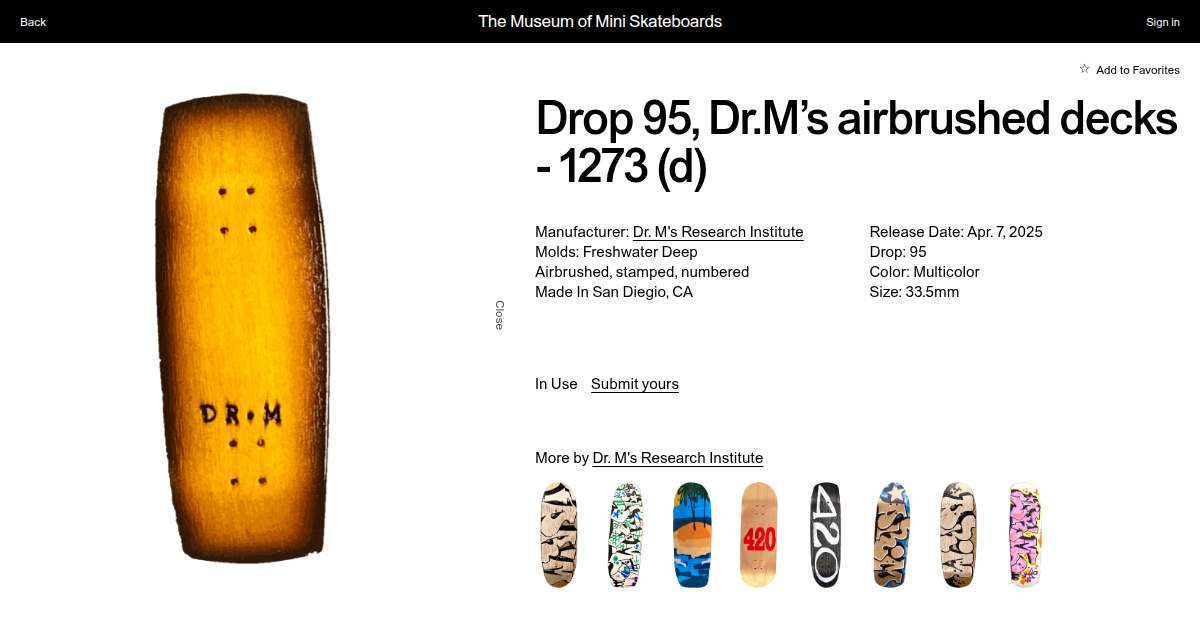 Back
The Museum of Mini Skateboards
Sign in
☆ Add to Favorites
DR•M
Drop 95, Dr.M’s airbrushed decks
- 1273 (d)
Manufacturer: Dr. M's Research Institute
Molds: Freshwater Deep
Airbrushed, stamped, numbered
Made In San Diegio, CA
Release Date: Apr. 7, 2025
Drop: 95
Color: Multicolor
Size: 33.5mm
Close
In Use Submit yours
More by Dr. M's Research Institute
420
420